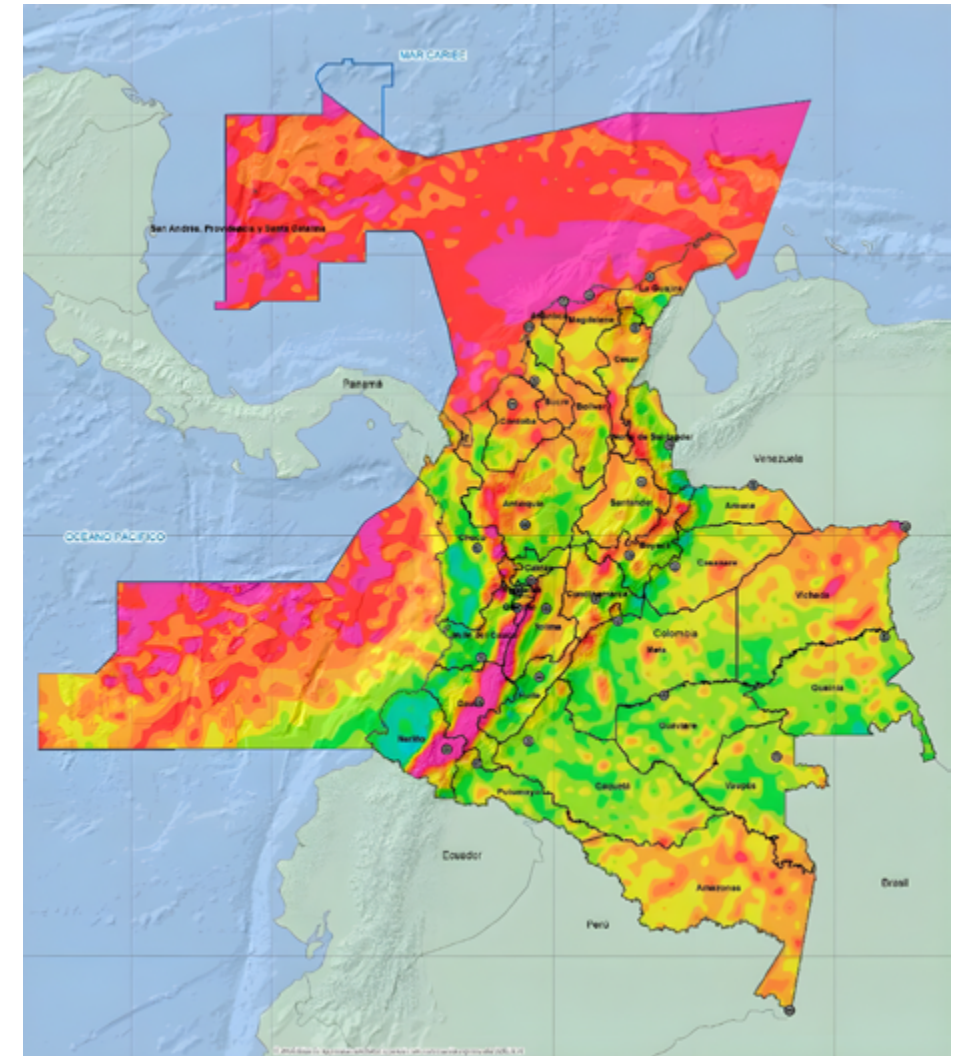 MAR CARIBE
San Andrés, Providencia y Santa Catalina
La Guajira
Atlántico
Magdalena
Cesar
Panamá
Sucre
Bolívar
Córdoba
Norte de Santander
Venezuela
Antioquia
Santander
Arauca
OCÉANO PACÍFICO
Chocó
Boyacá
Casanare
Caldas
Cundinamarca
Vichada
Tolima
Valle del Cauca
Colombia
Meta
Huila
Guainía
Cauca
Nariño
Guaviare
Putumayo
Caquetá
Vaupés
Ecuador
Amazonas
Brasil
Perú